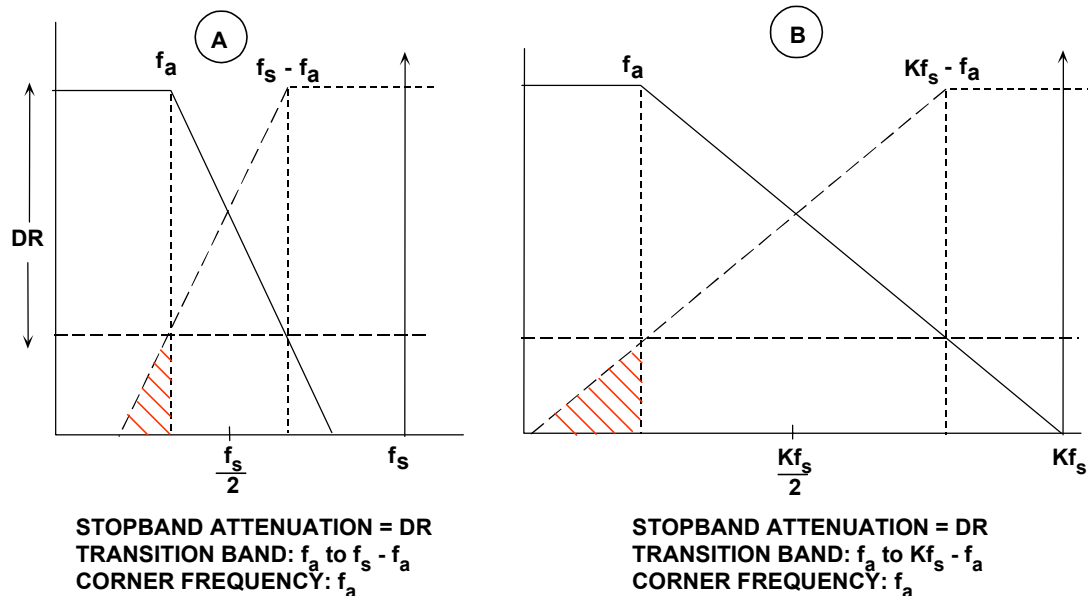 A
B
f_a
f_s - f_a
f_a
Kf_s - f_a
DR
f_s
2
f_s
Kf_s
2
Kf_s
STOPBAND ATTENUATION = DR
TRANSITION BAND: f_a to f_s - f_a
CORNER FREQUENCY: f_a
STOPBAND ATTENUATION = DR
TRANSITION BAND: f_a to Kf_s - f_a
CORNER FREQUENCY: f_a